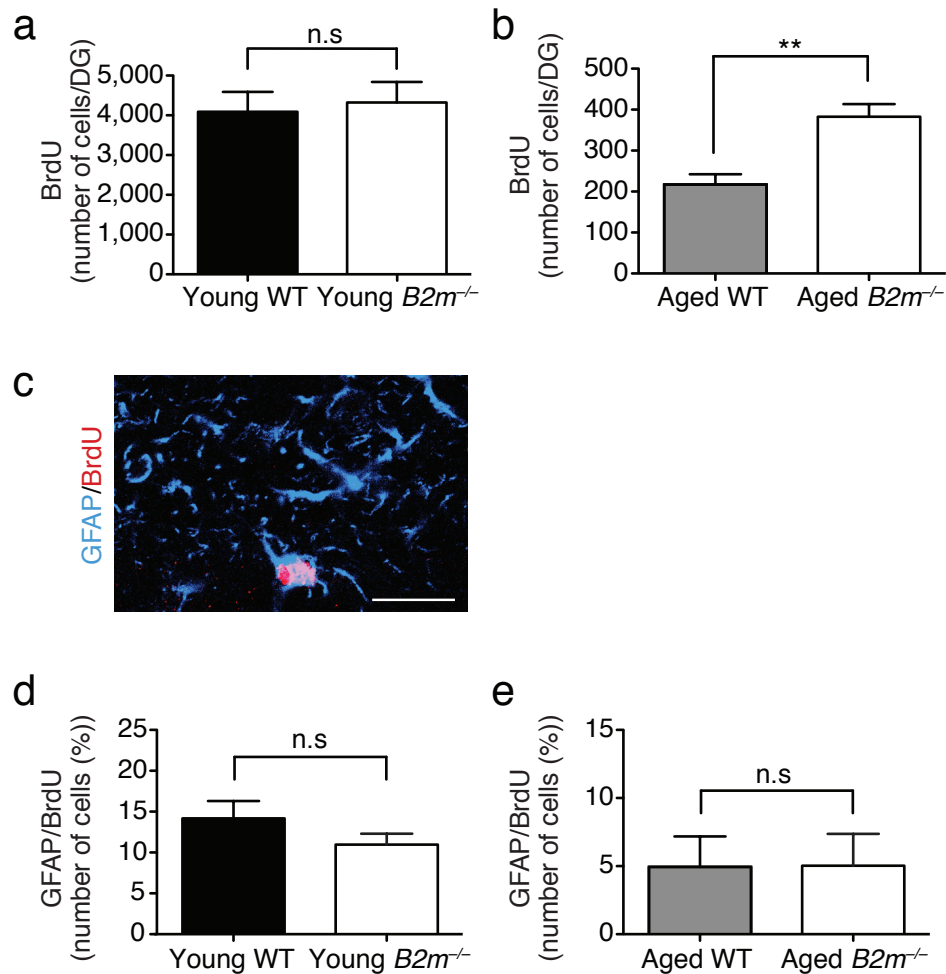 a
n.s
BrdU
(number of cells/DG)
5,000
4,000
3,000
2,000
1,000
0
Young WT
Young B2m–/–
b
**
BrdU
(number of cells/DG)
500
400
300
200
100
0
Aged WT
Aged B2m–/–
c
GFAP/BrdU
d
n.s
GFAP/BrdU
(number of cells (%))
25
20
15
10
5
0
Young WT
Young B2m–/–
e
n.s
GFAP/BrdU
(number of cells (%))
15
10
5
0
Aged WT
Aged B2m–/–